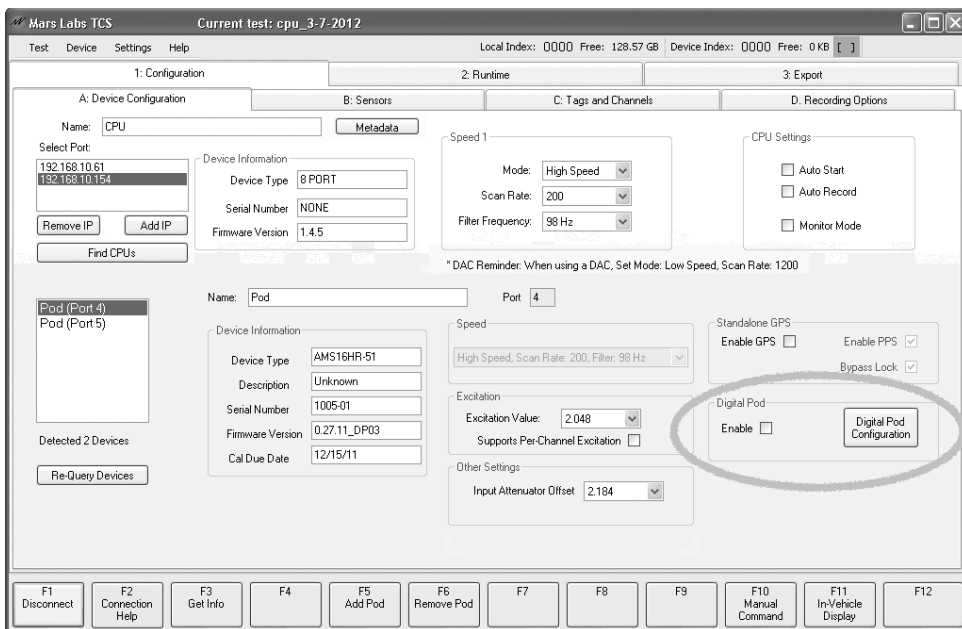 Mars Labs TCS Current test: cpu_3-7-2012
Test Device Settings Help Local Index: 0000 Free: 128.57 GB Device Index: 0000 Free: 0 KB [ ]
1: Configuration 2: Runtime 3: Export
A: Device Configuration B: Sensors C: Tags and Channels D. Recording Options
Name: CPU Metadata
Select Port:
192.168.10.61
192.168.10.154
Remove IP Add IP
Find CPUs
Device Information
Device Type 8 PORT
Serial Number NONE
Firmware Version 1.4.5
Speed 1
Mode: High Speed
Scan Rate: 200
Filter Frequency: 98 Hz
CPU Settings
Auto Start
Auto Record
Monitor Mode
* DAC Reminder: When using a DAC, Set Mode: Low Speed, Scan Rate: 1200
Pod (Port 4)
Pod (Port 5)
Detected 2 Devices
Re-Query Devices
Name: Pod Port 4
Device Information
Device Type AMS16HR-51
Description Unknown
Serial Number 1005-01
Firmware Version 0.27.11_DP03
Cal Due Date 12/15/11
Speed
High Speed, Scan Rate: 200, Filter: 98 Hz
Excitation
Excitation Value: 2.048
Supports Per-Channel Excitation
Other Settings
Input Attenuator Offset 2.184
Standalone GPS
Enable GPS Enable PPS
Bypass Lock
Digital Pod
Enable
Digital Pod
Configuration
F1
Disconnect
F2
Connection
Help
F3
Get Info
F4
F5
Add Pod
F6
Remove Pod
F7
F8
F9
F10
Manual
Command
F11
In-Vehicle
Display
F12